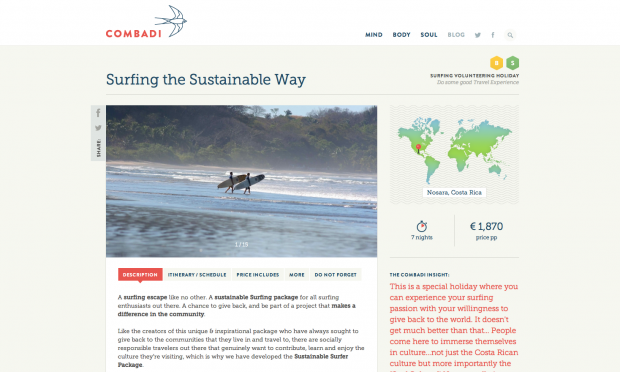 COMBADI
MIND BODY SOUL BLOG
Surfing the Sustainable Way
B S
SURFING VOLUNTEERING HOLIDAY
Do some good Travel Experience
SHARE:
1 / 15
Nosara, Costa Rica
7 nights
€ 1,870
price pp
DESCRIPTION ITINERARY / SCHEDULE PRICE INCLUDES MORE DO NOT FORGET
A surfing escape like no other. A sustainable Surfing package for all surfing
enthusiasts out there. A chance to give back, and be part of a project that makes a
difference in the community.
Like the creators of this unique & inspirational package who have always sought to
give back to the communities that they live in and travel to, there are socially
responsible travelers out there that genuinely want to contribute, learn and enjoy the
culture they're visiting, which is why we have developed the Sustainable Surfer
Package.
THE COMBADI INSIGHT:
This is a special holiday where you
can experience your surfing
passion with your willingness to
give back to the world. It doesn't
get much better than that... People
come here to immerse themselves
in culture...not just the Costa Rican
culture but more importantly the